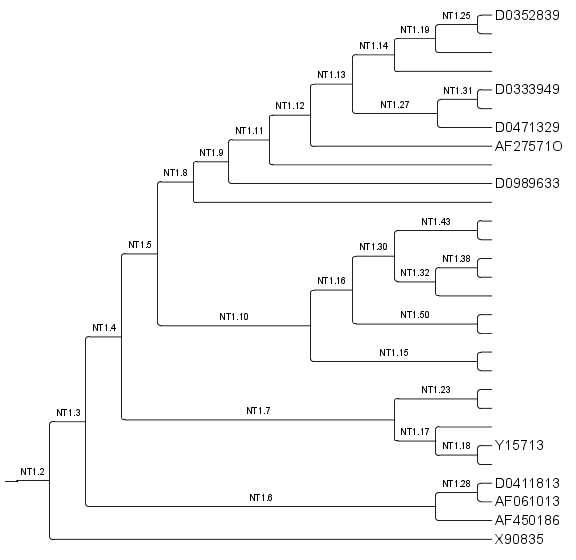 NT1.25 D0352839
NT1.19
NT1.14
NT1.13
NT1.31 D0333949
NT1.27
NT1.12
D0471329
NT1.11
AF27571O
NT1.9
NT1.8
D0989633
NT1.43
NT1.30
NT1.5
NT1.38
NT1.32
NT1.16
NT1.10
NT1.50
NT1.4
NT1.15
NT1.23
NT1.7
NT1.3
NT1.17
NT1.18 Y15713
NT1.2
NT1.28 D0411813
NT1.6
AF061013
AF450186
X90835